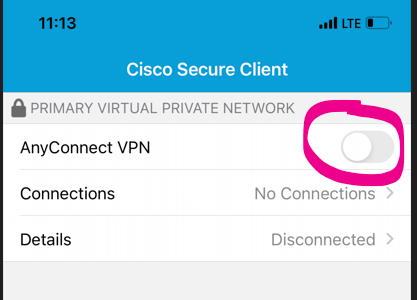 11:13 LTE
Cisco Secure Client
PRIMARY VIRTUAL PRIVATE NETWORK
AnyConnect VPN
Connections No Connections
Details Disconnected